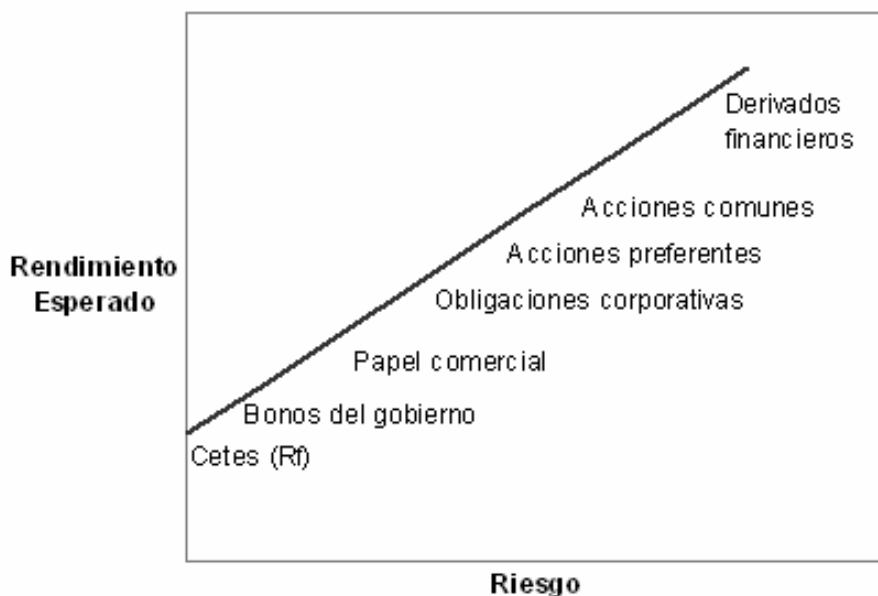 Derivados
financieros
Acciones comunes
Acciones preferentes
Rendimiento
Esperado
Obligaciones corporativas
Papel comercial
Bonos del gobierno
Cetes (Rf)
Riesgo